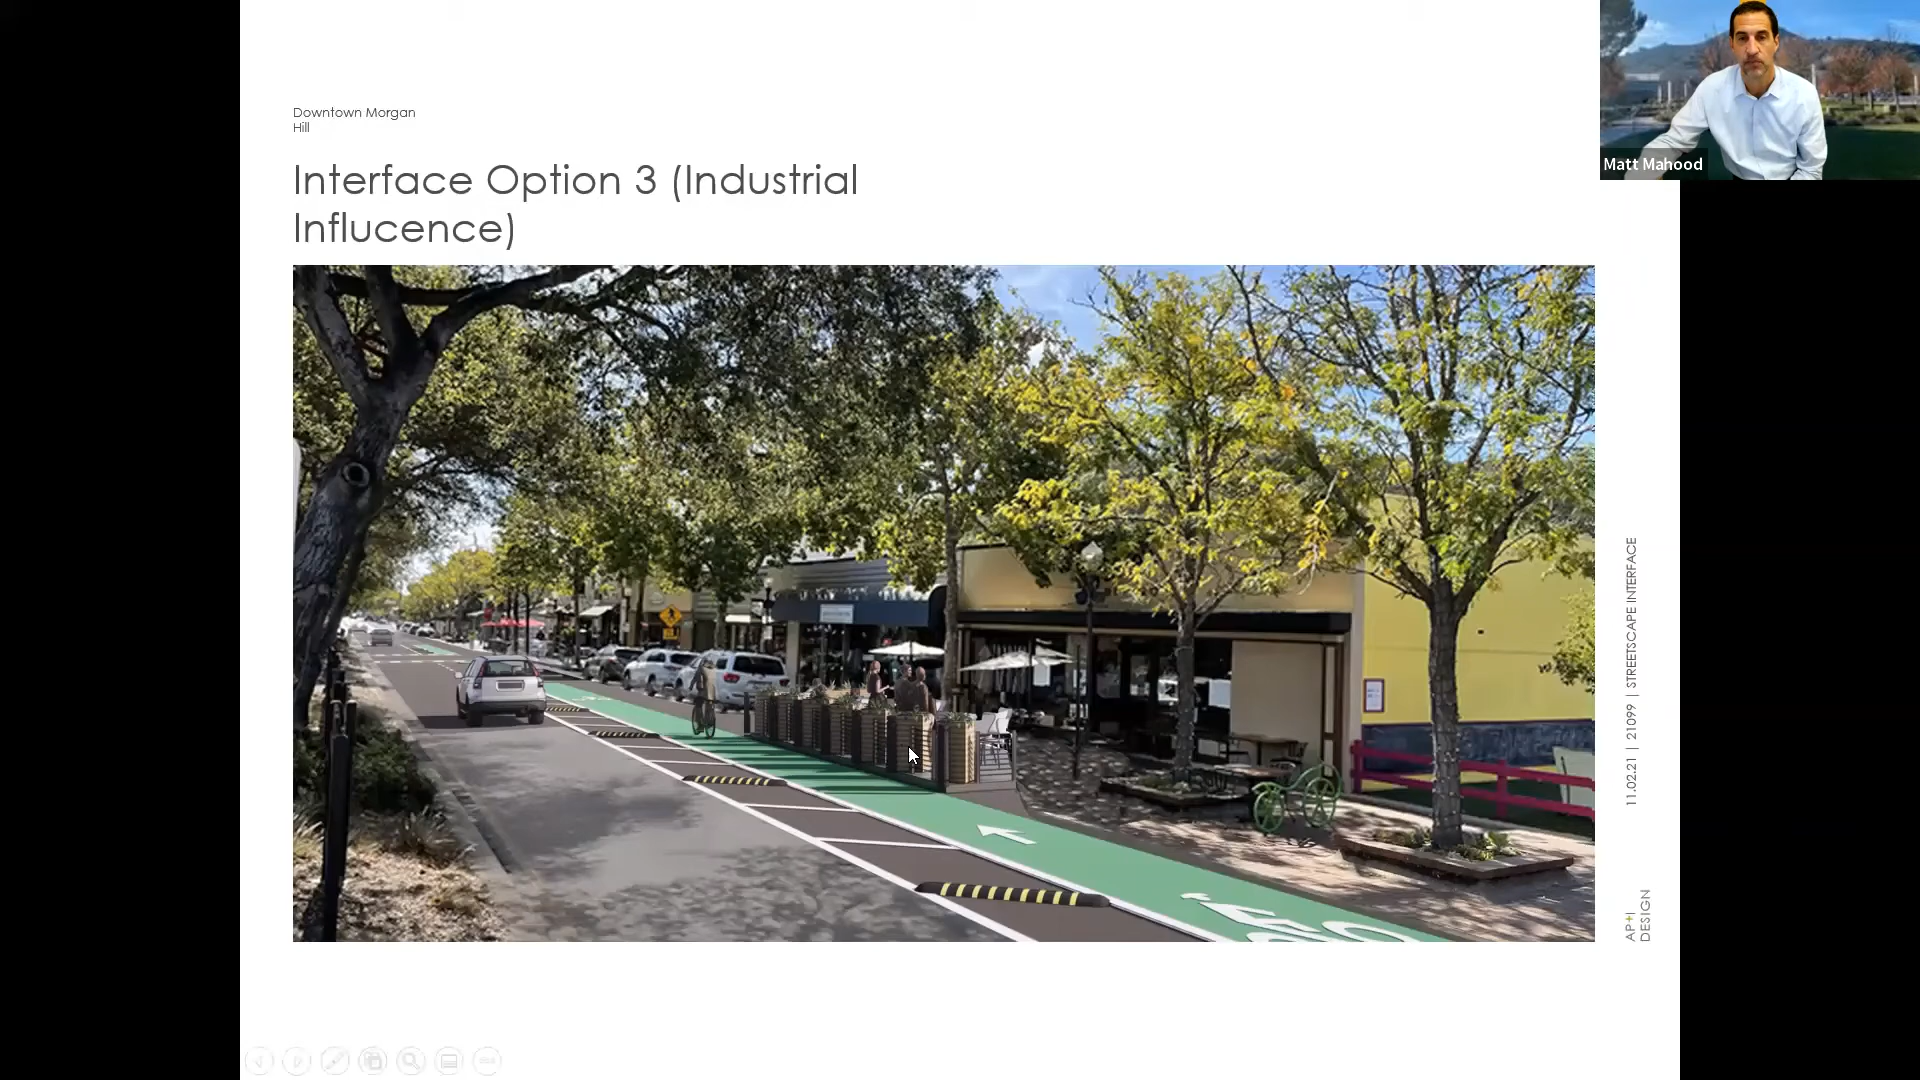 Downtown Morgan
Hill
Interface Option 3 (Industrial
Influcence)
Matt Mahood
11.02.21 | 21099 | STREETSCAPE INTERFACE
AP+I
DESIGN